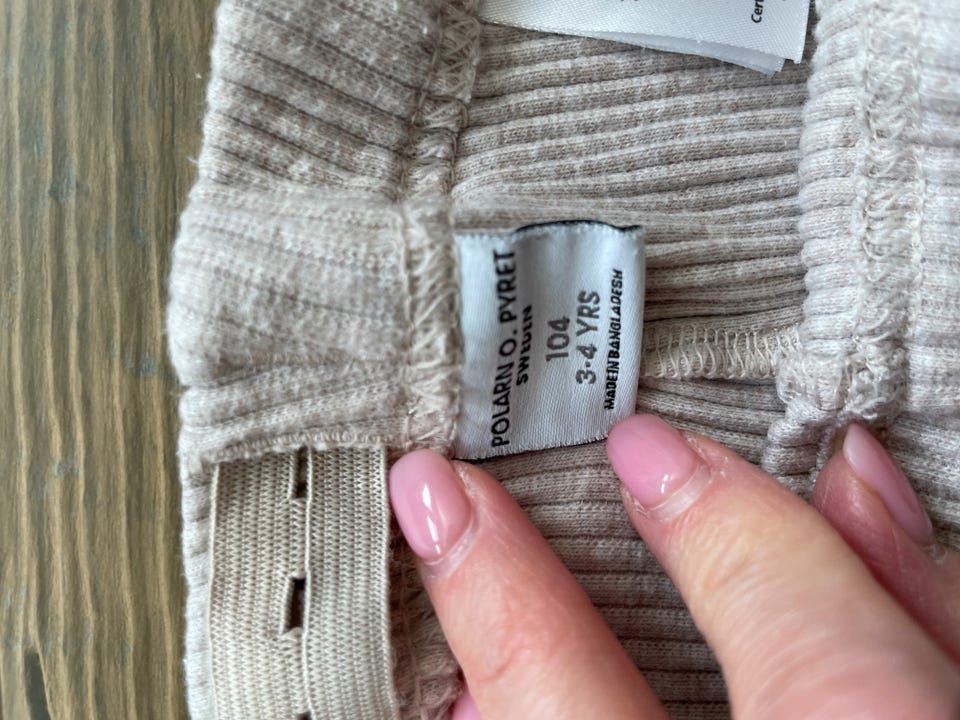 POLARN O. PYRET
SWEDEN
104
3-4 YRS
MADE IN BANGLADESH